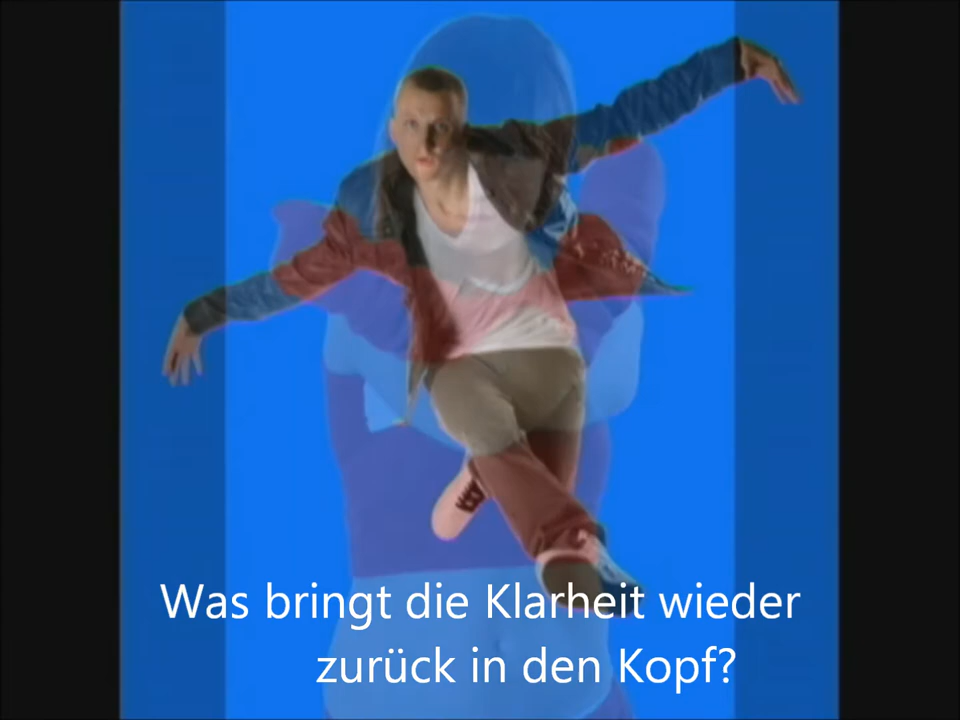 Was bringt die Klarheit wieder
zurück in den Kopf?